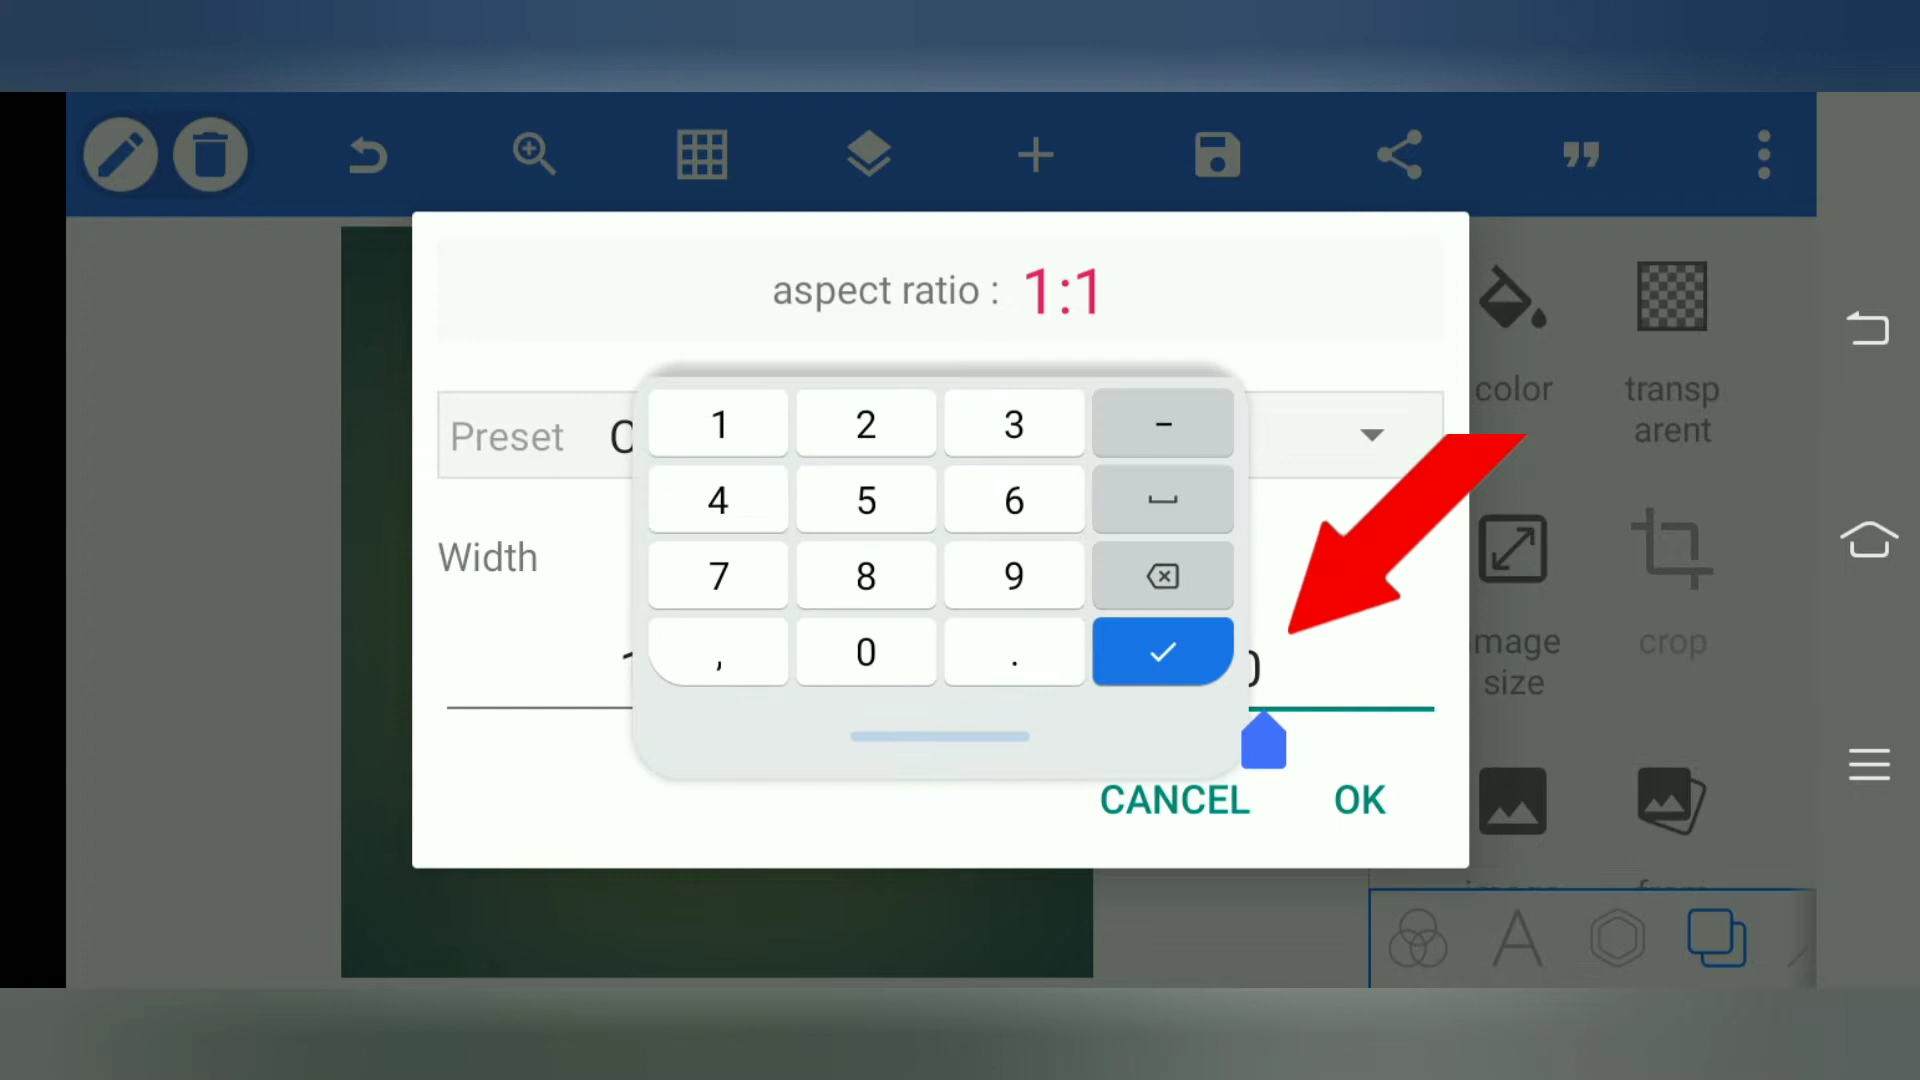 aspect ratio : 1:1
Preset
Width
1 2 3 -
4 5 6
7 8 9
, 0 .
CANCEL OK
color
transp
arent
mage
size
crop